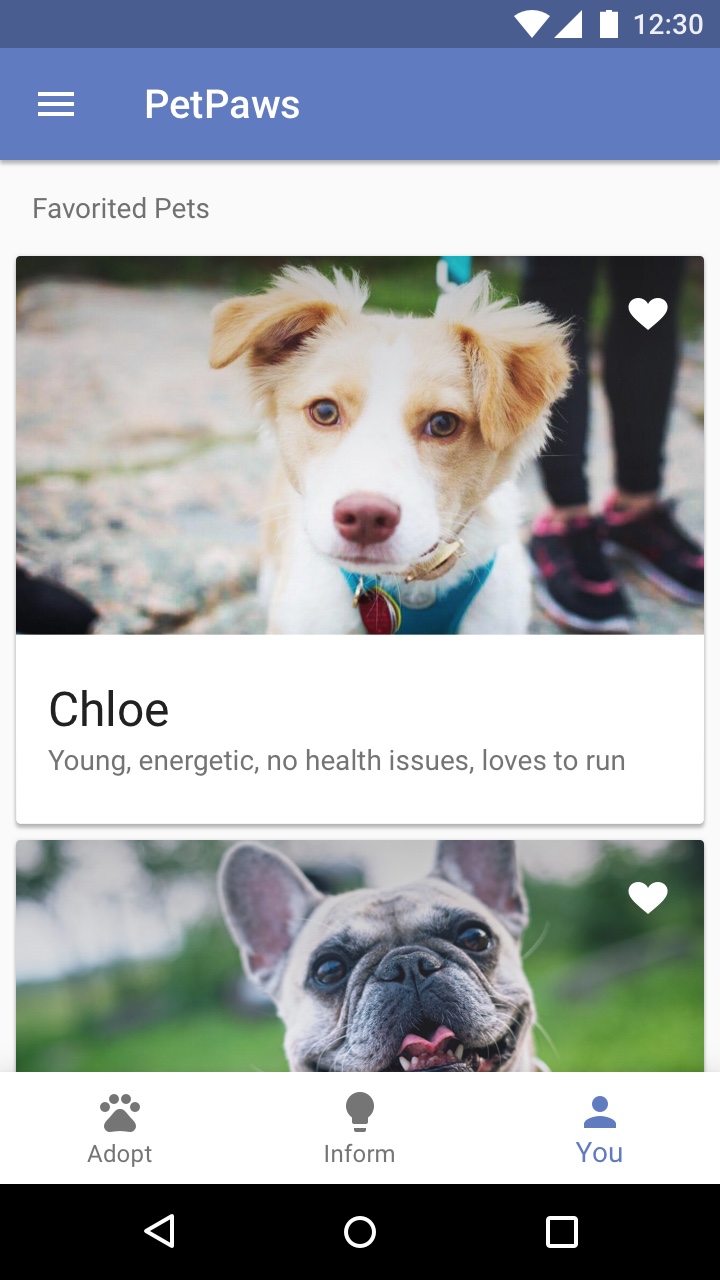 12:30
PetPaws
Favorited Pets
Chloe
Young, energetic, no health issues, loves to run
Adopt
Inform
You